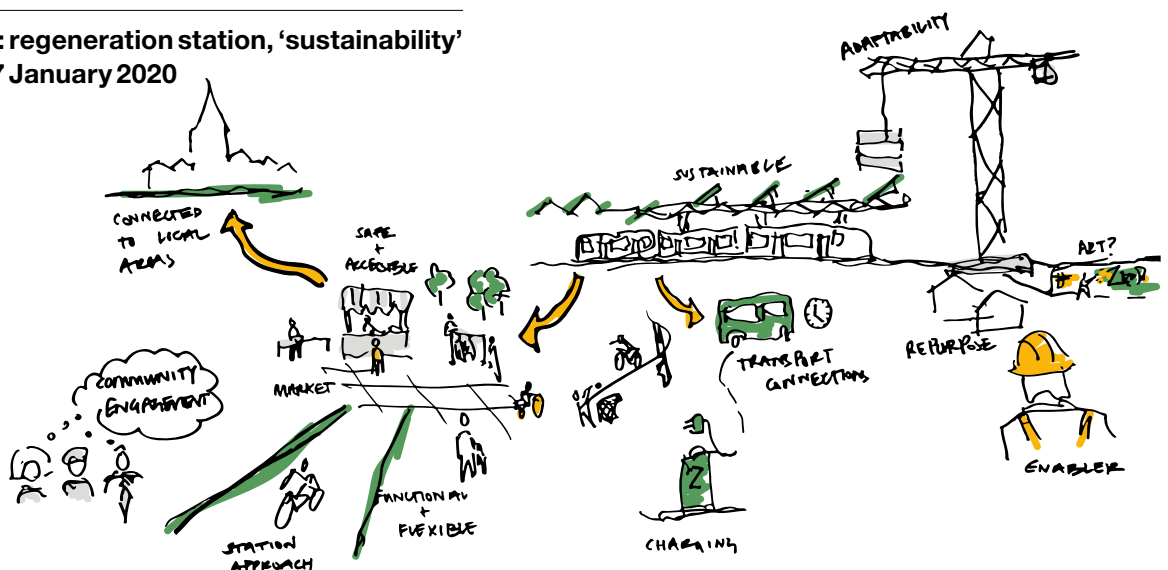 : regeneration station, ‘sustainability’
7 January 2020
ADAPTABILITY
SUSTAINABLE
CONNECTED
TO LOCAL
AREAS
SAFE
+
ACCESSIBLE
ART?
REPURPOSE
TRANSPORT
CONNECTIONS
MARKET
COMMUNITY
ENGAGEMENT
ENABLER
Z
FUNCTIONAL
+
FLEXIBLE
CHARGING
STATION
APPROACH